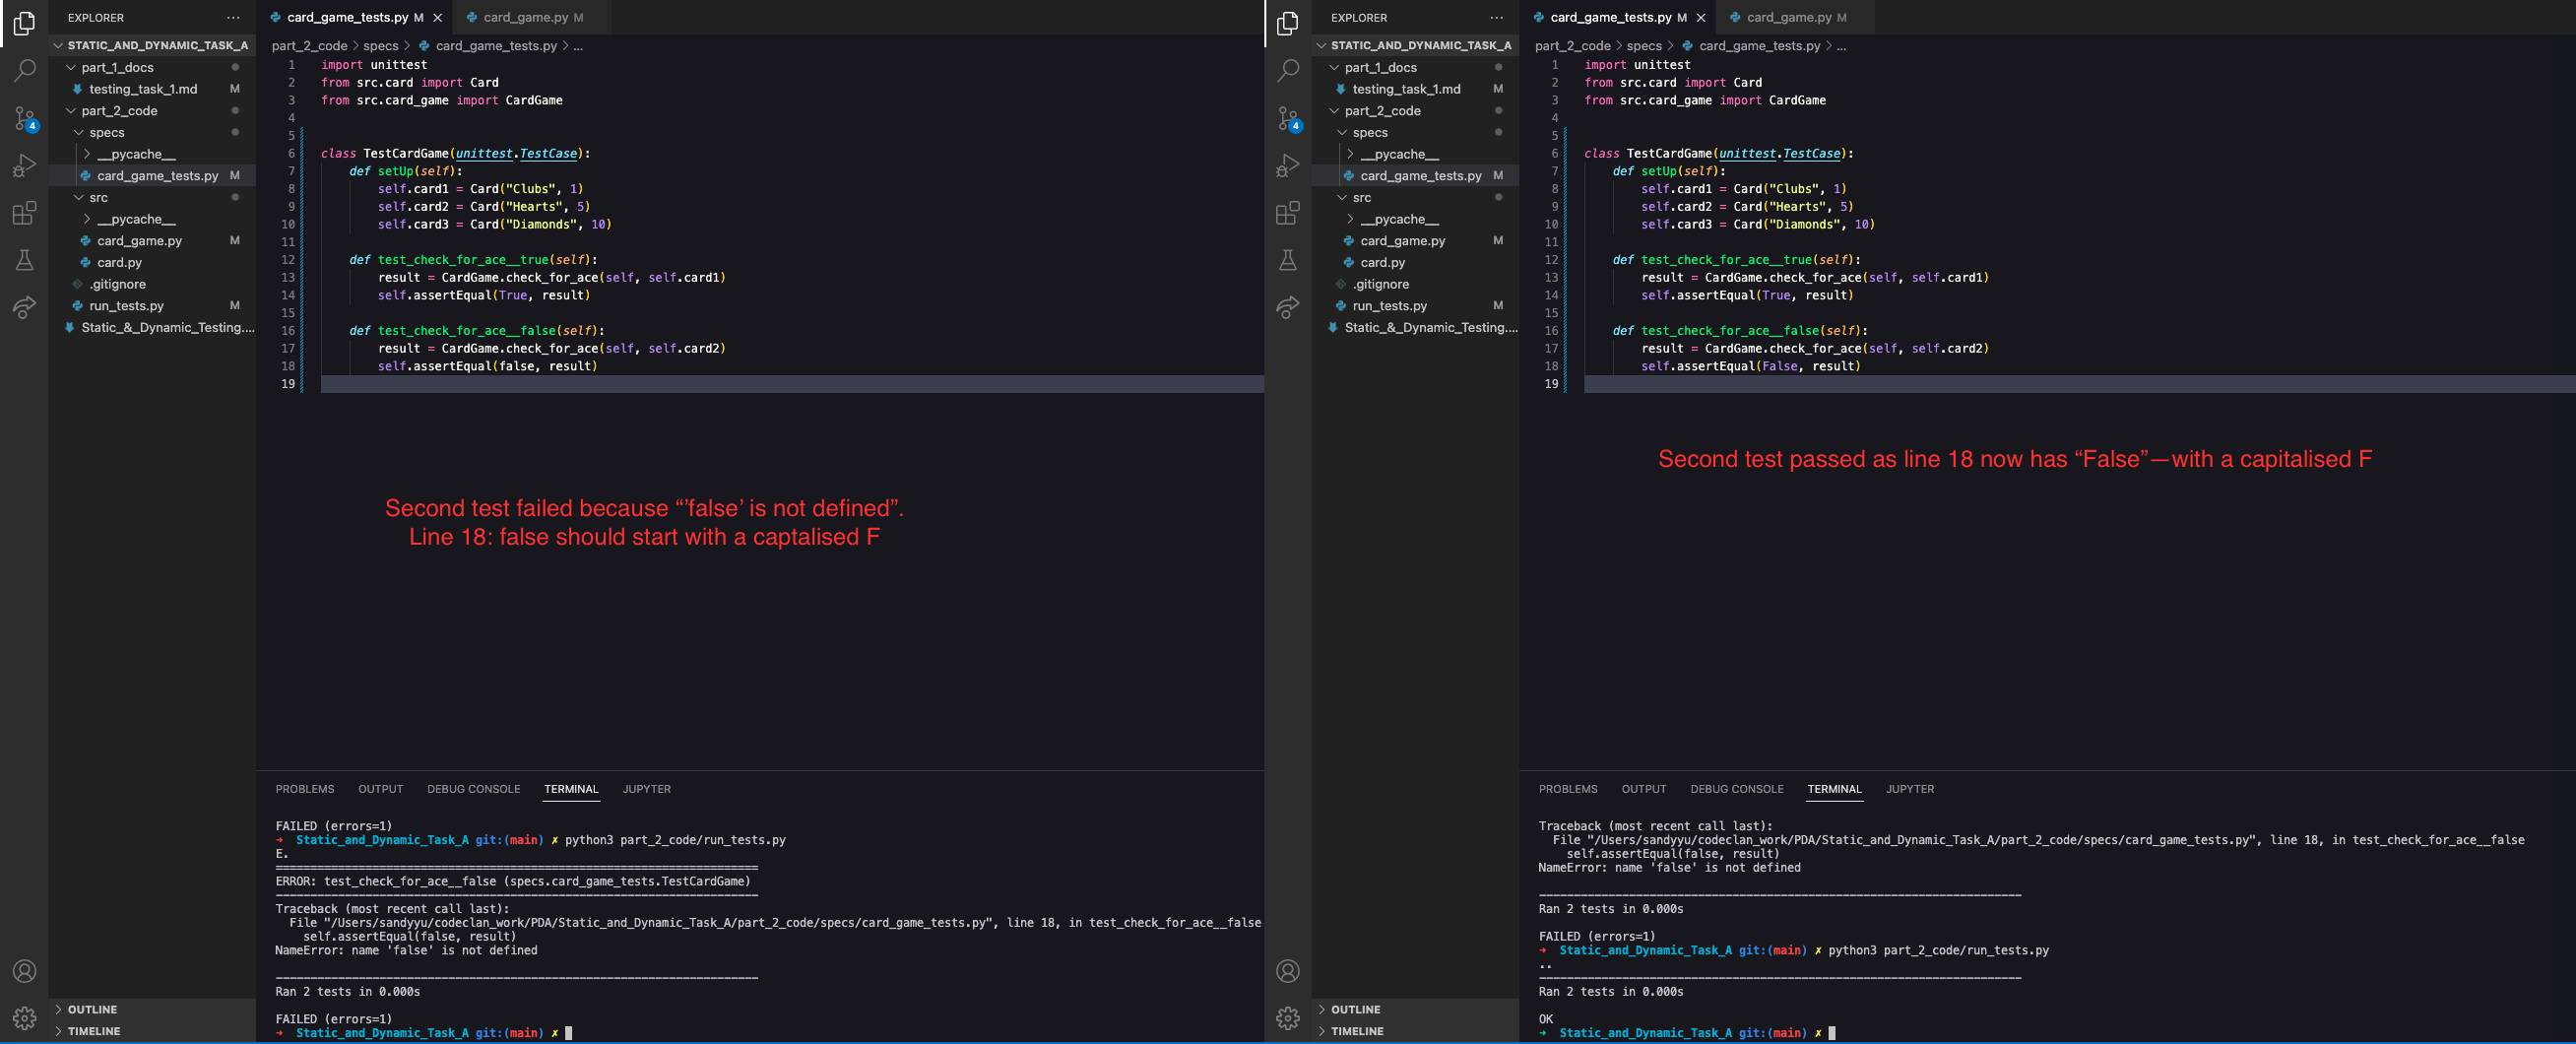 EXPLORER
STATIC_AND_DYNAMIC_TASK_A
part_1_docs
testing_task_1.md M
part_2_code
specs
__pycache__
card_game_tests.py M
src
__pycache__
card_game.py M
card.py
.gitignore
run_tests.py M
Static_&_Dynamic_Testing....
4
OUTLINE
TIMELINE
card_game_tests.py M
card_game.py M
part_2_code > specs > card_game_tests.py > ...
1 import unittest
2 from src.card import Card
3 from src.card_game import CardGame
4
5
6 class TestCardGame(unittest.TestCase):
7 def setUp(self):
8 self.card1 = Card("Clubs", 1)
9 self.card2 = Card("Hearts", 5)
10 self.card3 = Card("Diamonds", 10)
11
12 def test_check_for_ace__true(self):
13 result = CardGame.check_for_ace(self, self.card1)
14 self.assertEqual(True, result)
15
16 def test_check_for_ace__false(self):
17 result = CardGame.check_for_ace(self, self.card2)
18 self.assertEqual(false, result)
19
Second test failed because “’false’ is not defined”.
Line 18: false should start with a captalised F
PROBLEMS OUTPUT DEBUG CONSOLE TERMINAL JUPYTER
FAILED (errors=1)
→ Static_and_Dynamic_Task_A git:(main) ✗ python3 part_2_code/run_tests.py
E.
======================================================================
ERROR: test_check_for_ace__false (specs.card_game_tests.TestCardGame)
----------------------------------------------------------------------
Traceback (most recent call last):
File "/Users/sandyyu/codeclan_work/PDA/Static_and_Dynamic_Task_A/part_2_code/specs/card_game_tests.py", line 18, in test_check_for_ace__false
self.assertEqual(false, result)
NameError: name 'false' is not defined
----------------------------------------------------------------------
Ran 2 tests in 0.000s
FAILED (errors=1)
→ Static_and_Dynamic_Task_A git:(main) ✗
EXPLORER
STATIC_AND_DYNAMIC_TASK_A
part_1_docs
testing_task_1.md M
part_2_code
specs
__pycache__
card_game_tests.py M
src
__pycache__
card_game.py M
card.py
.gitignore
run_tests.py M
Static_&_Dynamic_Testing....
4
OUTLINE
TIMELINE
card_game_tests.py M
card_game.py M
part_2_code > specs > card_game_tests.py > ...
1 import unittest
2 from src.card import Card
3 from src.card_game import CardGame
4
5
6 class TestCardGame(unittest.TestCase):
7 def setUp(self):
8 self.card1 = Card("Clubs", 1)
9 self.card2 = Card("Hearts", 5)
10 self.card3 = Card("Diamonds", 10)
11
12 def test_check_for_ace__true(self):
13 result = CardGame.check_for_ace(self, self.card1)
14 self.assertEqual(True, result)
15
16 def test_check_for_ace__false(self):
17 result = CardGame.check_for_ace(self, self.card2)
18 self.assertEqual(False, result)
19
Second test passed as line 18 now has “False”—with a capitalised F
PROBLEMS OUTPUT DEBUG CONSOLE TERMINAL JUPYTER
Traceback (most recent call last):
File "/Users/sandyyu/codeclan_work/PDA/Static_and_Dynamic_Task_A/part_2_code/specs/card_game_tests.py", line 18, in test_check_for_ace__false
self.assertEqual(false, result)
NameError: name 'false' is not defined
----------------------------------------------------------------------
Ran 2 tests in 0.000s
FAILED (errors=1)
→ Static_and_Dynamic_Task_A git:(main) ✗ python3 part_2_code/run_tests.py
..
----------------------------------------------------------------------
Ran 2 tests in 0.000s
OK
→ Static_and_Dynamic_Task_A git:(main) ✗